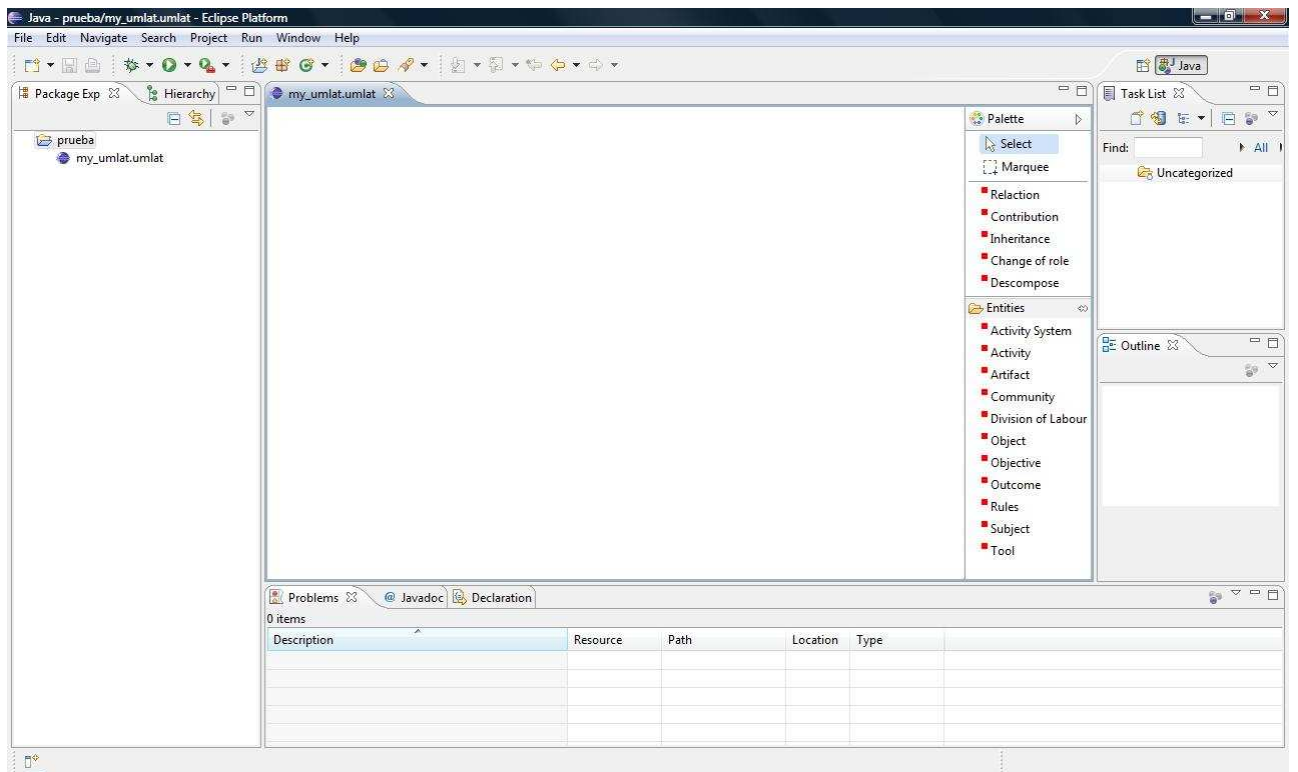 Java - prueba/my_umlat.umlat - Eclipse Platform
File Edit Navigate Search Project Run Window Help
Java
Package Exp Hierarchy
prueba
my_umlat.umlat
my_umlat.umlat
Palette
Select
Marquee
Relaction
Contribution
Inheritance
Change of role
Descompose
Entities
Activity System
Activity
Artifact
Community
Division of Labour
Object
Objective
Outcome
Rules
Subject
Tool
Task List
Find: All
Uncategorized
Outline
Problems @ Javadoc Declaration
0 items
Description Resource Path Location Type